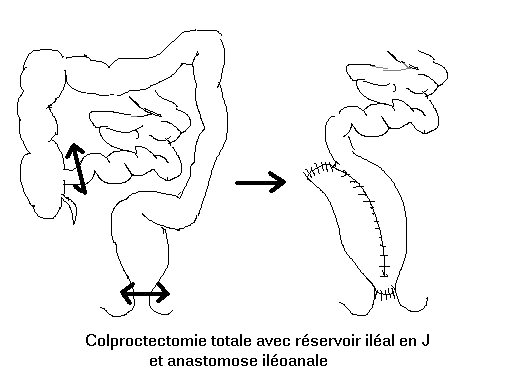 Colproctectomie totale avec réservoir iléal en J
et anastomose iléoanale